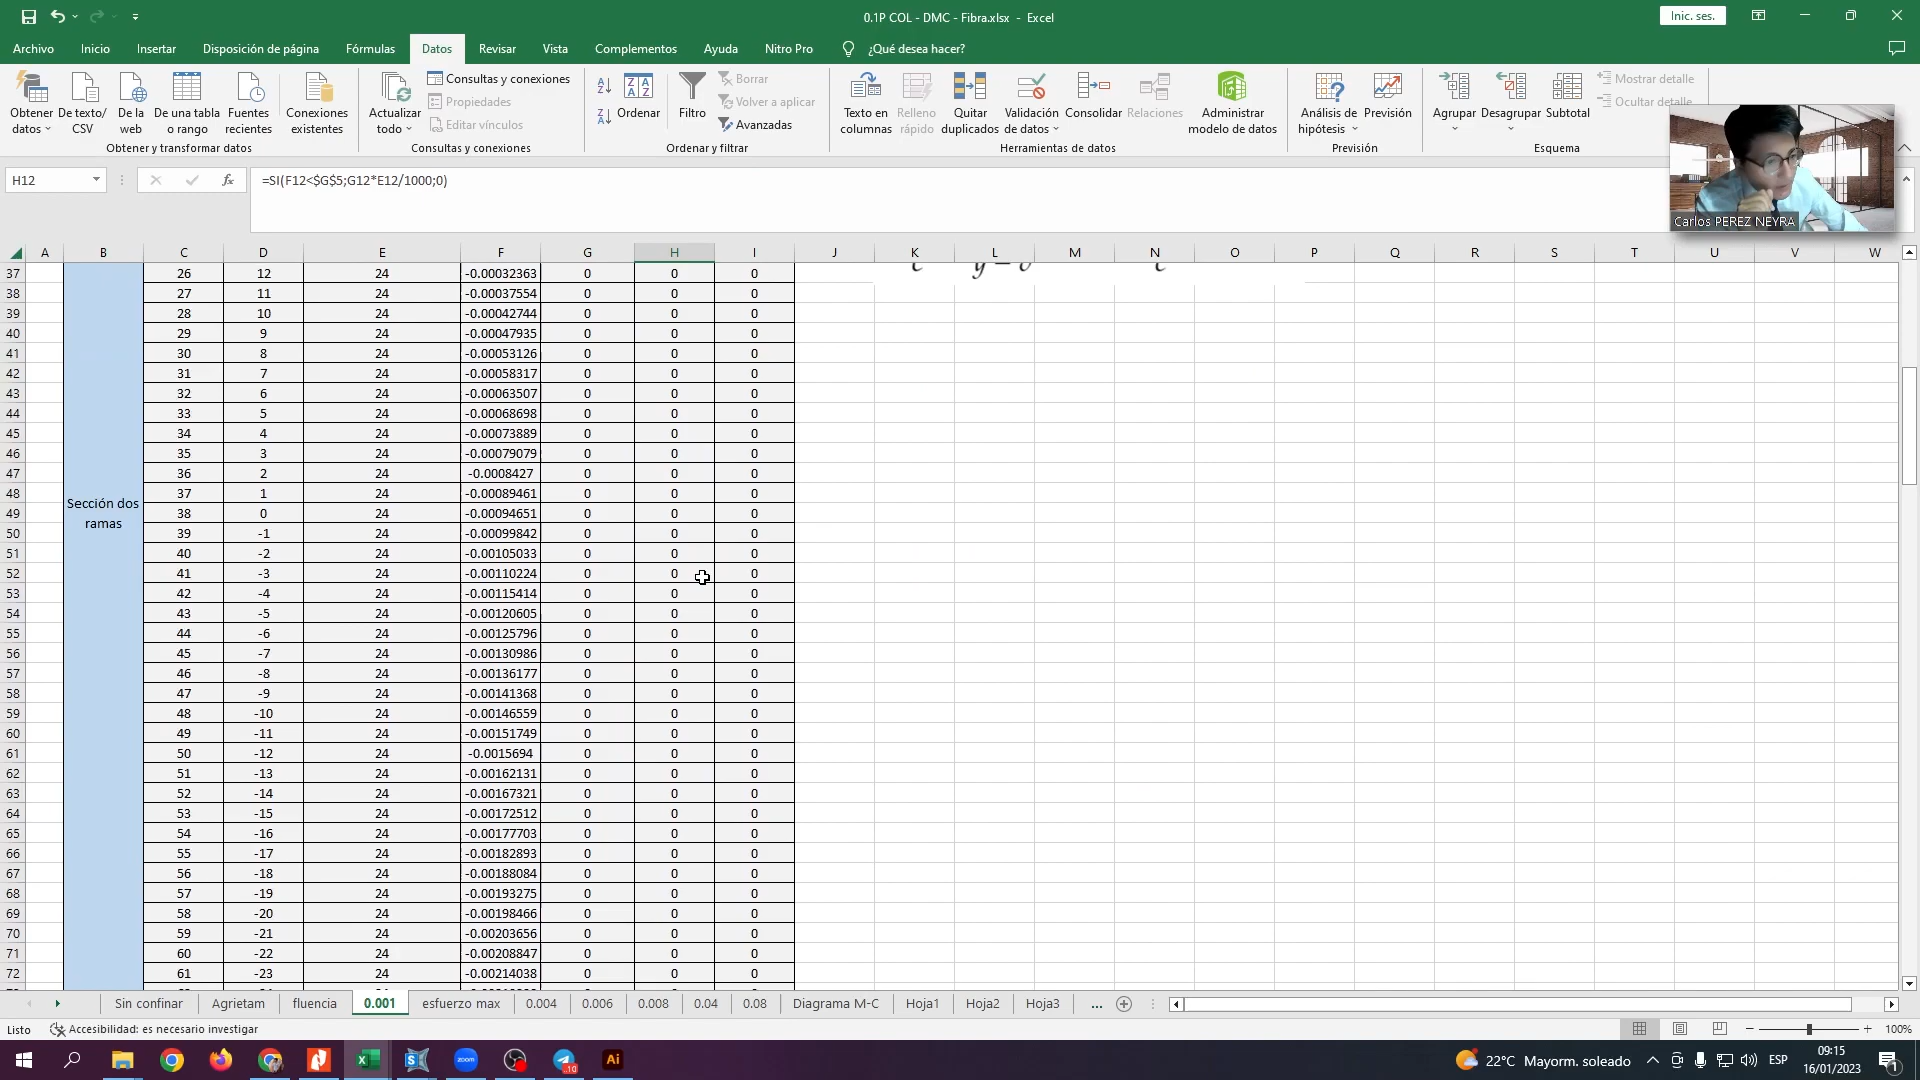 0.1P COL - DMC - Fibra.xlsx - Excel
Inic. ses.
Archivo Inicio Insertar Disposición de página Fórmulas Datos Revisar Vista Complementos Ayuda Nitro Pro ¿Qué desea hacer?
Obtener datos
De texto/ CSV
De la web
De una tabla o rango
Fuentes recientes
Conexiones existentes
Obtener y transformar datos
Actualizar todo
Consultas y conexiones
Propiedades
Editar vínculos
Consultas y conexiones
Ordenar
Filtro
Borrar
Volver a aplicar
Avanzadas
Ordenar y filtrar
Texto en columnas
Relleno rápido
Quitar duplicados
Validación de datos
Consolidar
Relaciones
Administrar modelo de datos
Herramientas de datos
Análisis de hipótesis
Previsión
Previsión
Agrupar
Desagrupar
Subtotal
Mostrar detalle
Ocultar detalle
Esquema
Carlos PEREZ NEYRA
H12 fx =SI(F12<$G$5;G12*E12/1000;0)
A B C D E F G H I J K L M N O P Q R S T U V W
37 26 12 24 -0.00032363 0 0 0
38 27 11 24 -0.00037554 0 0 0
39 28 10 24 -0.00042744 0 0 0
40 29 9 24 -0.00047935 0 0 0
41 30 8 24 -0.00053126 0 0 0
42 31 7 24 -0.00058317 0 0 0
43 32 6 24 -0.00063507 0 0 0
44 33 5 24 -0.00068698 0 0 0
45 34 4 24 -0.00073889 0 0 0
46 35 3 24 -0.00079079 0 0 0
47 36 2 24 -0.0008427 0 0 0
48 37 1 24 -0.00089461 0 0 0
Sección dos ramas
49 38 0 24 -0.00094651 0 0 0
50 39 -1 24 -0.00099842 0 0 0
51 40 -2 24 -0.00105033 0 0 0
52 41 -3 24 -0.00110224 0 0 0
53 42 -4 24 -0.00115414 0 0 0
54 43 -5 24 -0.00120605 0 0 0
55 44 -6 24 -0.00125796 0 0 0
56 45 -7 24 -0.00130986 0 0 0
57 46 -8 24 -0.00136177 0 0 0
58 47 -9 24 -0.00141368 0 0 0
59 48 -10 24 -0.00146559 0 0 0
60 49 -11 24 -0.00151749 0 0 0
61 50 -12 24 -0.0015694 0 0 0
62 51 -13 24 -0.00162131 0 0 0
63 52 -14 24 -0.00167321 0 0 0
64 53 -15 24 -0.00172512 0 0 0
65 54 -16 24 -0.00177703 0 0 0
66 55 -17 24 -0.00182893 0 0 0
67 56 -18 24 -0.00188084 0 0 0
68 57 -19 24 -0.00193275 0 0 0
69 58 -20 24 -0.00198466 0 0 0
70 59 -21 24 -0.00203656 0 0 0
71 60 -22 24 -0.00208847 0 0 0
72 61 -23 24 -0.00214038 0 0 0
Sin confinar Agrietam fluencia 0.001 esfuerzo max 0.004 0.006 0.008 0.04 0.08 Diagrama M-C Hoja1 Hoja2 Hoja3 ...
Listo Accesibilidad: es necesario investigar 100%
22°C Mayorm. soleado ESP 09:15
16/01/2023